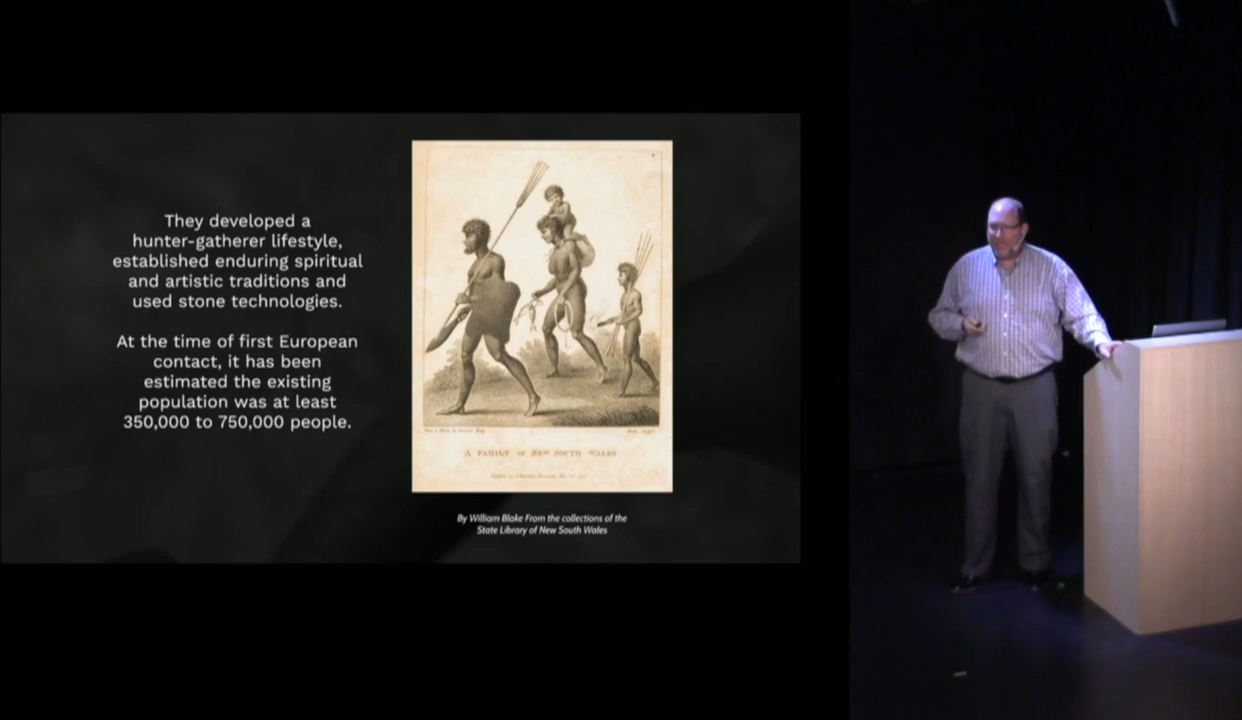 They developed a
hunter-gatherer lifestyle,
established enduring spiritual
and artistic traditions and
used stone technologies.
At the time of first European
contact, it has been
estimated the existing
population was at least
350,000 to 750,000 people.
A FAMILY OF NEW SOUTH WALES
By William Blake From the collections of the
State Library of New South Wales